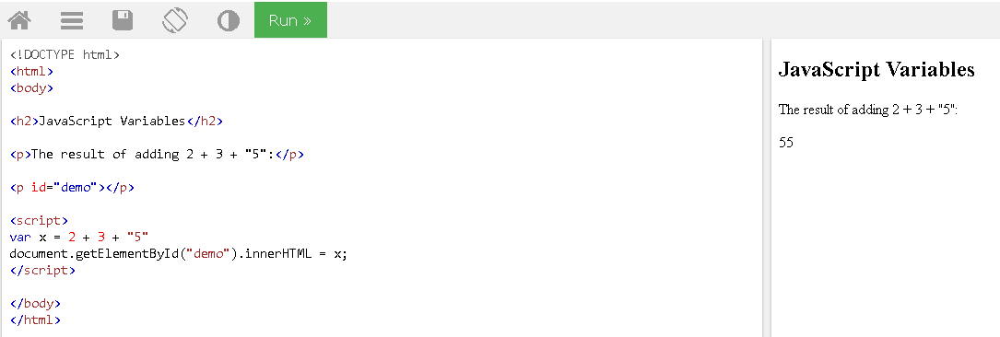 Run »
<!DOCTYPE html>
<html>
<body>
<h2>JavaScript Variables</h2>
<p>The result of adding 2 + 3 + "5":</p>
<p id="demo"></p>
<script>
var x = 2 + 3 + "5"
document.getElementById("demo").innerHTML = x;
</script>
</body>
</html>
JavaScript Variables
The result of adding 2 + 3 + "5":
55